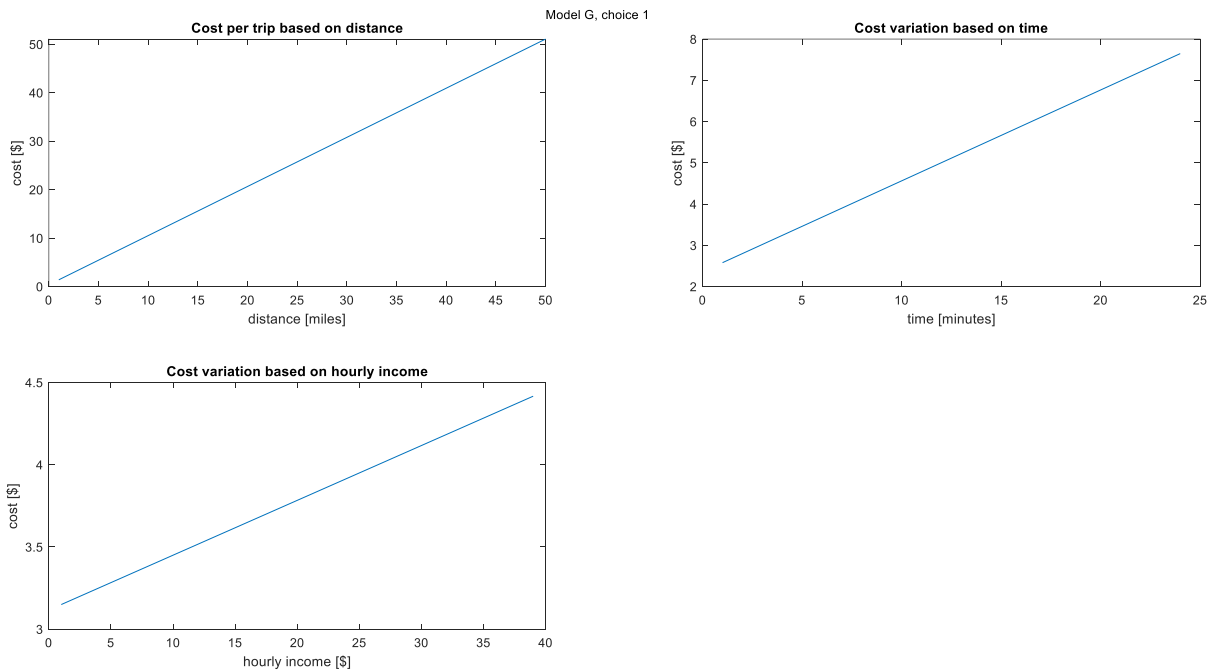 Model G, choice 1
Cost per trip based on distance
50
40
30
20
10
0
cost [$]
0 5 10 15 20 25 30 35 40 45 50
distance [miles]
Cost variation based on time
8
7
6
5
4
3
2
cost [$]
0 5 10 15 20 25
time [minutes]
Cost variation based on hourly income
4.5
4
3.5
3
cost [$]
0 5 10 15 20 25 30 35 40
hourly income [$]